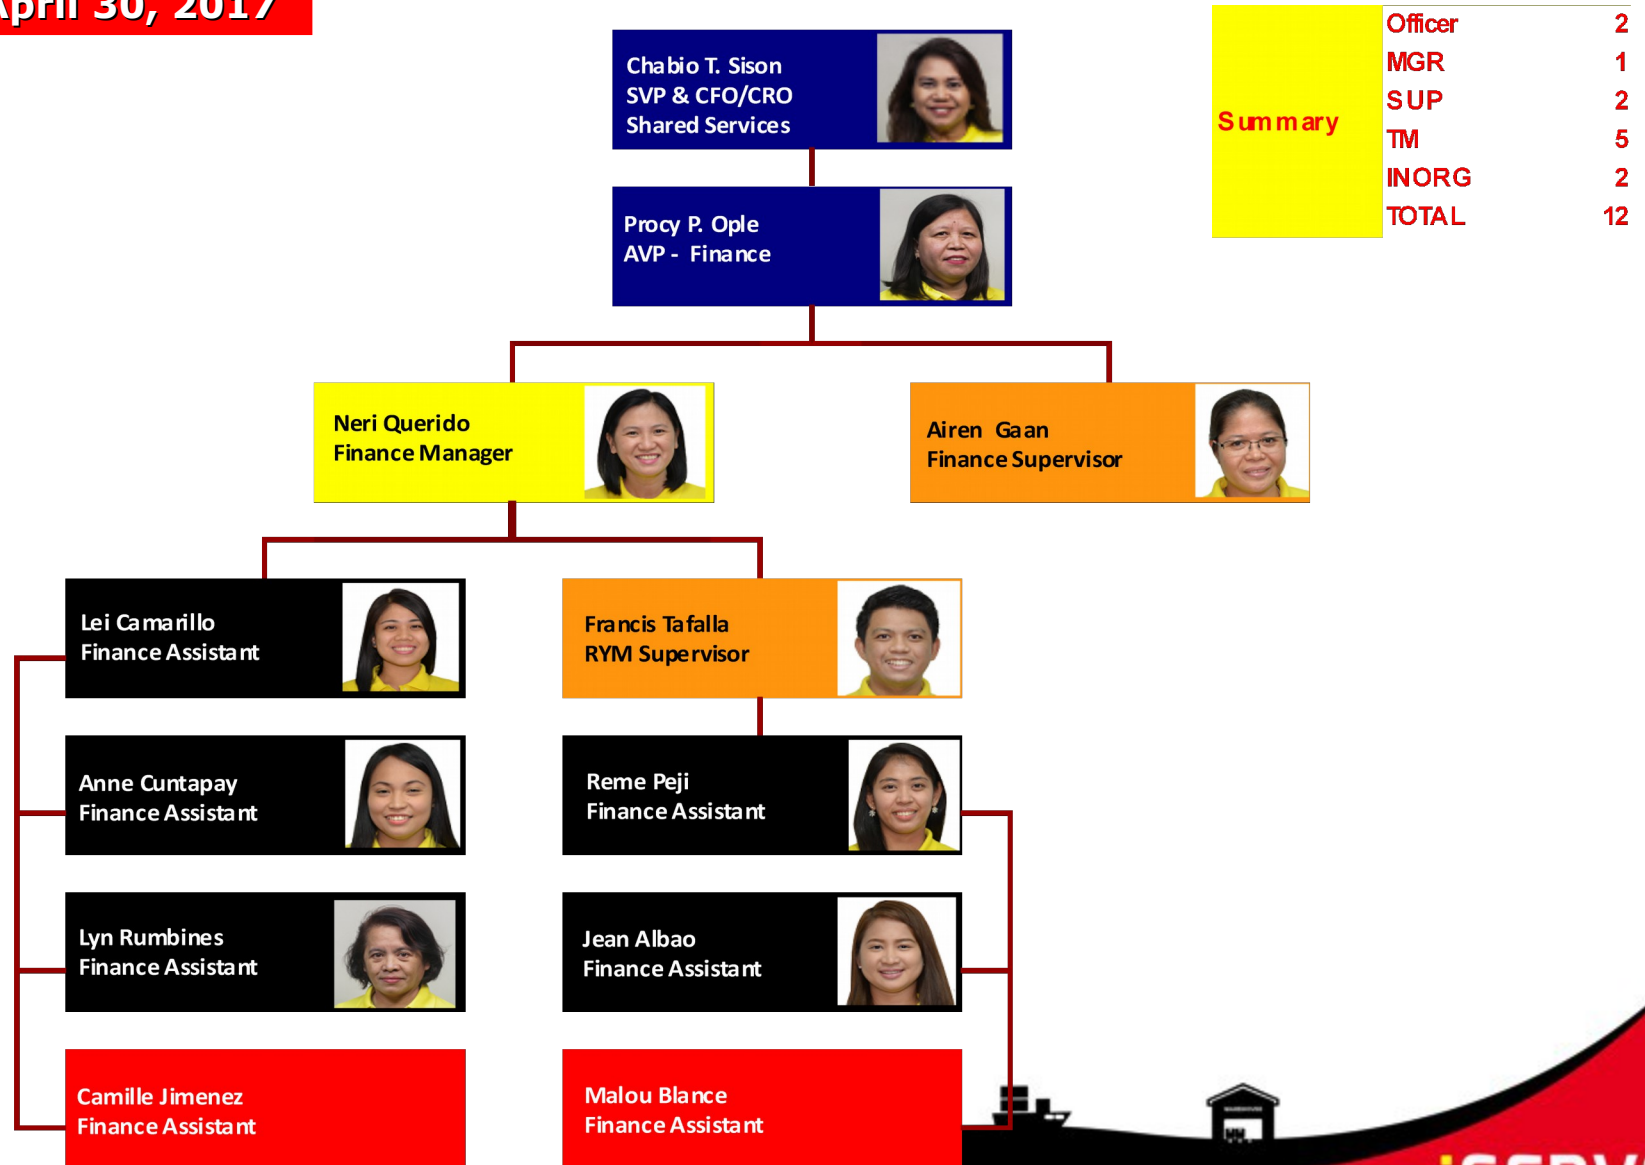 April 30, 2017
Officer 2
MGR 1
SUP 2
Summary
TM 5
INORG 2
TOTAL 12
Chabio T. Sison
SVP & CFO/CRO
Shared Services
Procy P. Ople
AVP - Finance
Neri Querido
Finance Manager
Airen Gaan
Finance Supervisor
Lei Camarillo
Finance Assistant
Francis Tafalla
RYM Supervisor
Anne Cuntapay
Finance Assistant
Reme Peji
Finance Assistant
Lyn Rumbines
Finance Assistant
Jean Albao
Finance Assistant
Camille Jimenez
Finance Assistant
Malou Blance
Finance Assistant
WAREHOUSE